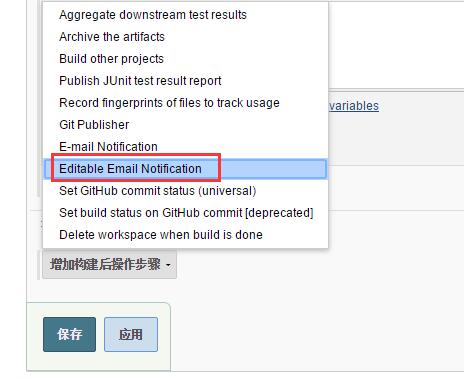 Aggregate downstream test results
Archive the artifacts
Build other projects
Publish JUnit test result report
Record fingerprints of files to track usage
variables
Git Publisher
E-mail Notification
Editable Email Notification
Set GitHub commit status (universal)
Set build status on GitHub commit [deprecated]
Delete workspace when build is done
增加构建后操作步骤
保存 应用